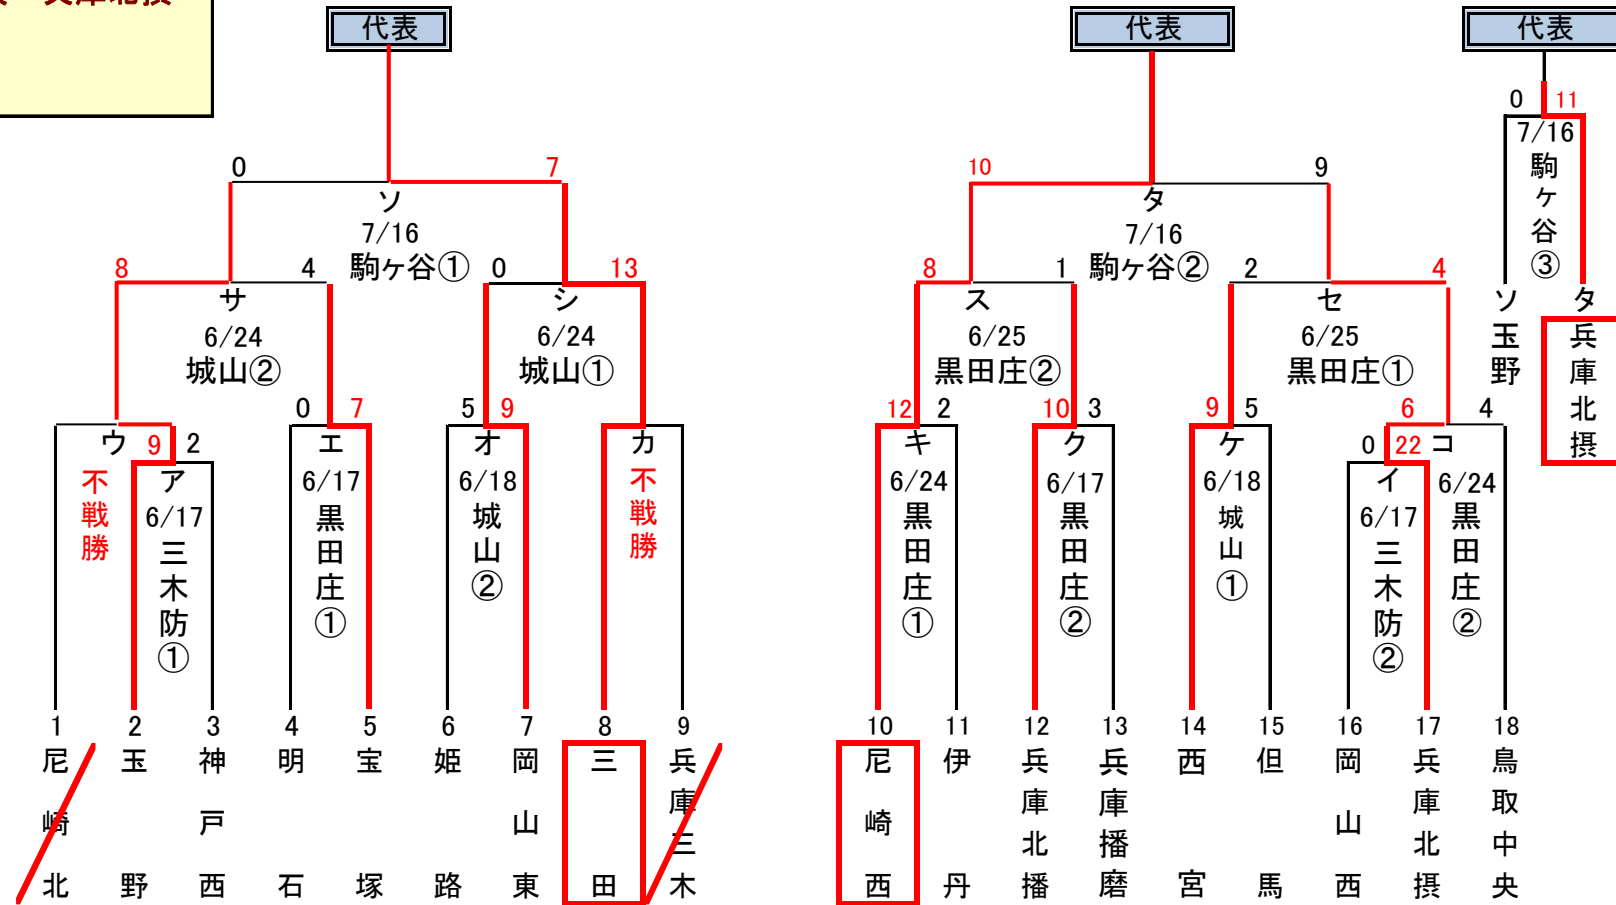 兵庫北摂
代表
代表
代表
0 11
7/16
駒ヶ谷③
ソ タ
玉野
兵庫北摂
0 7
ソ
7/16
駒ヶ谷①
10 9
タ
7/16
駒ヶ谷②
8 4
サ
6/24
城山②
0 13
シ
6/24
城山①
8 1
ス
6/25
黒田庄②
2 4
セ
6/25
黒田庄①
ウ
不戦勝
9 2
ア
6/17
三木防①
0 7
エ
6/17
黒田庄①
5 9
オ
6/18
城山②
カ
不戦勝
12 2
キ
6/24
黒田庄①
10 3
ク
6/17
黒田庄②
9 5
ケ
6/18
城山①
0 22
イ
6/17
三木防②
6 4
コ
6/24
黒田庄②
1 尼崎北
2 玉野
3 神戸西
4 明石
5 宝塚
6 姫路
7 岡山東
8 三田
9 兵庫三木
10 尼崎西
11 伊丹
12 兵庫北播
13 兵庫播磨
14 西宮
15 但馬
16 岡山西
17 兵庫北摂
18 鳥取中央